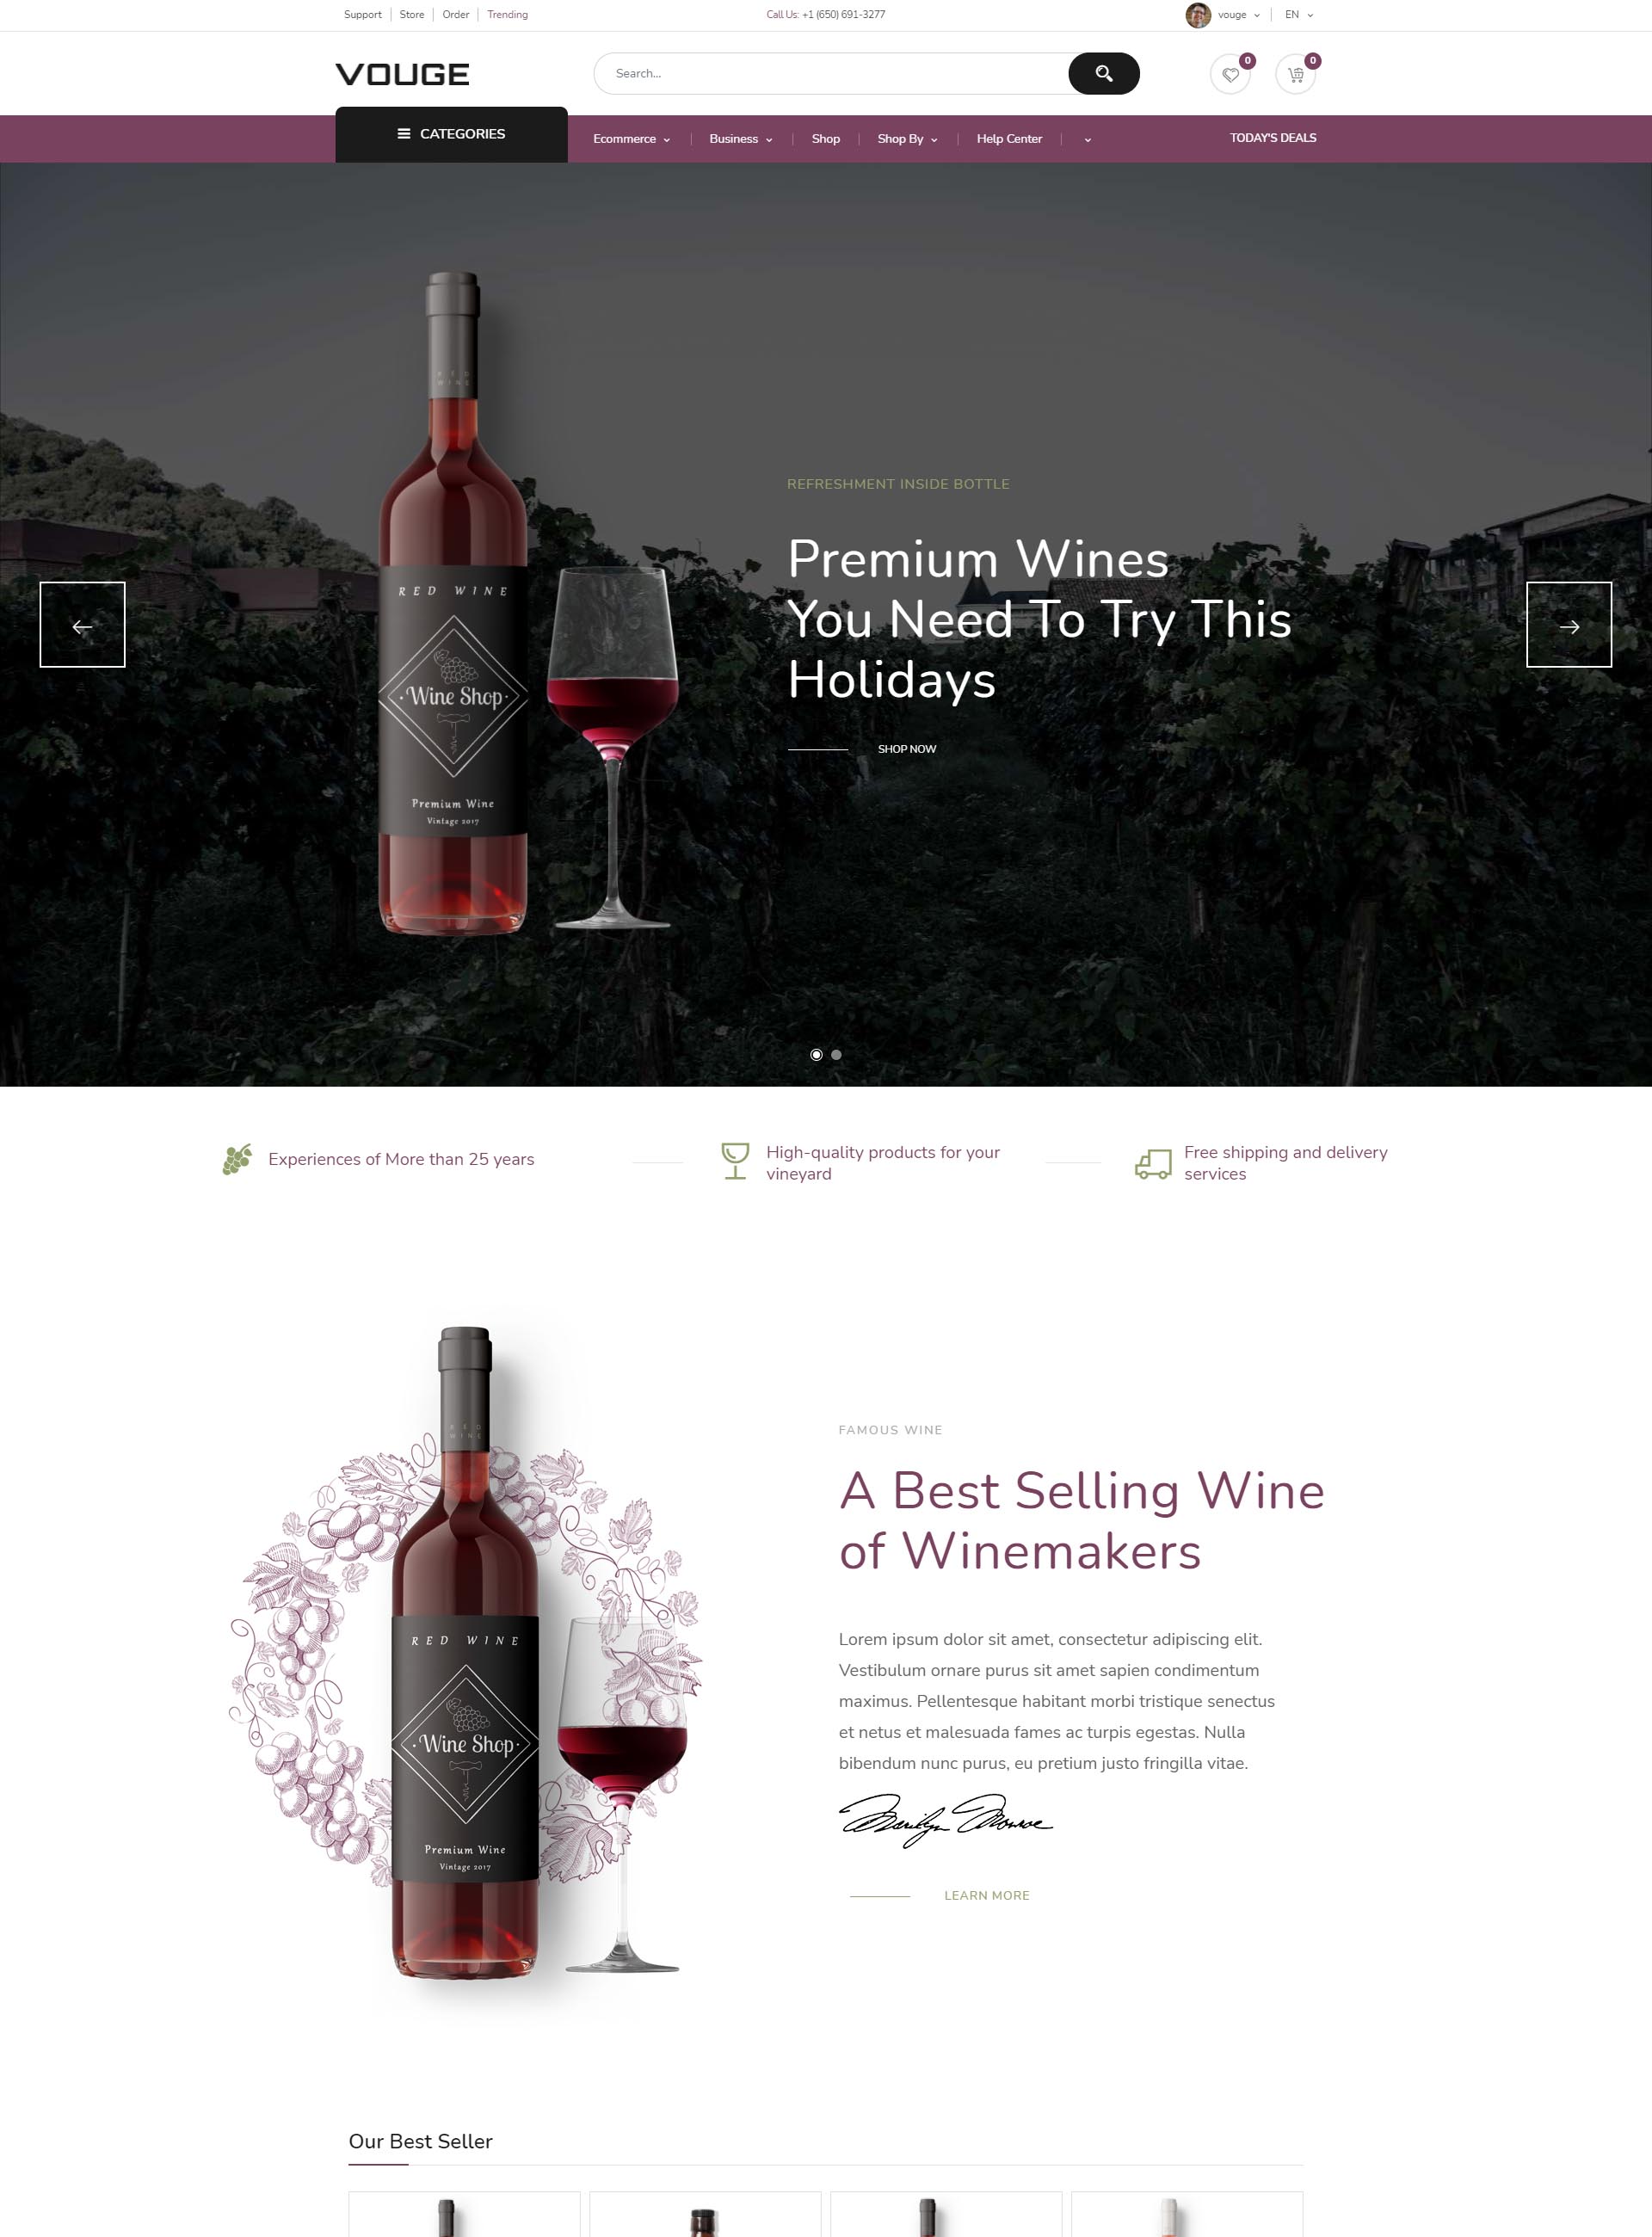 Support Store Order Trending
Call Us: +1 (650) 691-3277
vouge EN
VOUGE
Search...
0 0
CATEGORIES
Ecommerce Business Shop Shop By Help Center
TODAY'S DEALS
RED WINE
RED WINE
Wine Shop
Premium Wine
Vintage 2017
REFRESHMENT INSIDE BOTTLE
Premium Wines
You Need To Try This
Holidays
SHOP NOW
Experiences of More than 25 years
High-quality products for your
vineyard
Free shipping and delivery
services
RED WINE
RED WINE
Wine Shop
Premium Wine
Vintage 2017
FAMOUS WINE
A Best Selling Wine
of Winemakers
Lorem ipsum dolor sit amet, consectetur adipiscing elit.
Vestibulum ornare purus sit amet sapien condimentum
maximus. Pellentesque habitant morbi tristique senectus
et netus et malesuada fames ac turpis egestas. Nulla
bibendum nunc purus, eu pretium justo fringilla vitae.
Marilyn Monroe
LEARN MORE
Our Best Seller